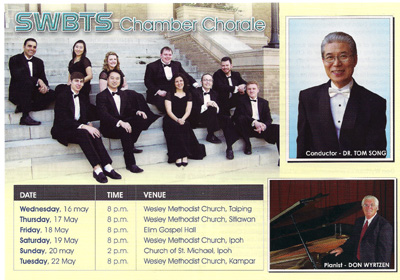 SWBTS Chamber Chorale
Conductor - DR. TOM SONG
DATE TIME VENUE
Wednesday, 16 may 8 p.m. Wesley Methodist Church, Taiping
Thursday, 17 May 8 p.m. Wesley Methodist Church, Sitiawan
Friday, 18 May 8 p.m. Elim Gospel Hall
Saturday, 19 May 8 p.m. Wesley Methodist Church, Ipoh
Sunday, 20 may 2 p.m. Church of St. Michael, Ipoh
Tuesday, 22 May 8 p.m. Wesley Methodist Church, Kampar
Pianist - DON WYRTZEN